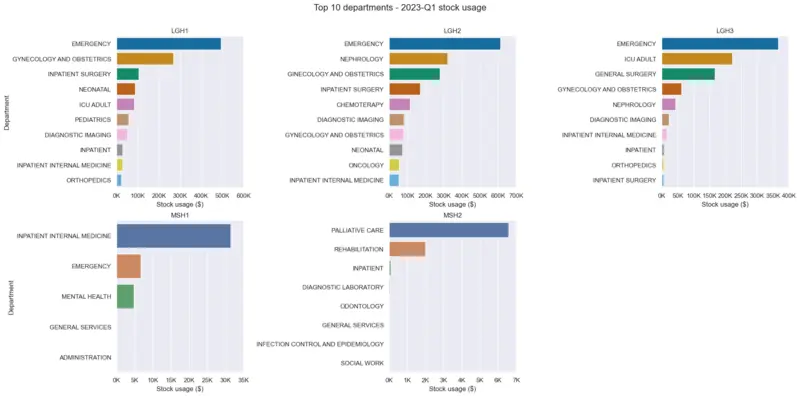 Top 10 departments - 2023-Q1 stock usage
LGH1
Department
EMERGENCY
GYNECOLOGY AND OBSTETRICS
INPATIENT SURGERY
NEONATAL
ICU ADULT
PEDIATRICS
DIAGNOSTIC IMAGING
INPATIENT
INPATIENT INTERNAL MEDICINE
ORTHOPEDICS
0K 100K 200K 300K 400K 500K 600K
Stock usage ($)
LGH2
EMERGENCY
NEPHROLOGY
GINECOLOGY AND OBSTETRICS
INPATIENT SURGERY
CHEMOTERAPY
DIAGNOSTIC IMAGING
GYNECOLOGY AND OBSTETRICS
NEONATAL
ONCOLOGY
INPATIENT INTERNAL MEDICINE
0K 100K 200K 300K 400K 500K 600K 700K
Stock usage ($)
LGH3
EMERGENCY
ICU ADULT
GENERAL SURGERY
GYNECOLOGY AND OBSTETRICS
NEPHROLOGY
DIAGNOSTIC IMAGING
INPATIENT INTERNAL MEDICINE
INPATIENT
ORTHOPEDICS
INPATIENT SURGERY
0K 50K 100K 150K 200K 250K 300K 350K 400K
Stock usage ($)
MSH1
Department
INPATIENT INTERNAL MEDICINE
EMERGENCY
MENTAL HEALTH
GENERAL SERVICES
ADMINISTRATION
0K 5K 10K 15K 20K 25K 30K 35K
Stock usage ($)
MSH2
PALLIATIVE CARE
REHABILITATION
INPATIENT
DIAGNOSTIC LABORATORY
ODONTOLOGY
GENERAL SERVICES
INFECTION CONTROL AND EPIDEMIOLOGY
SOCIAL WORK
0K 1K 2K 3K 4K 5K 6K 7K
Stock usage ($)